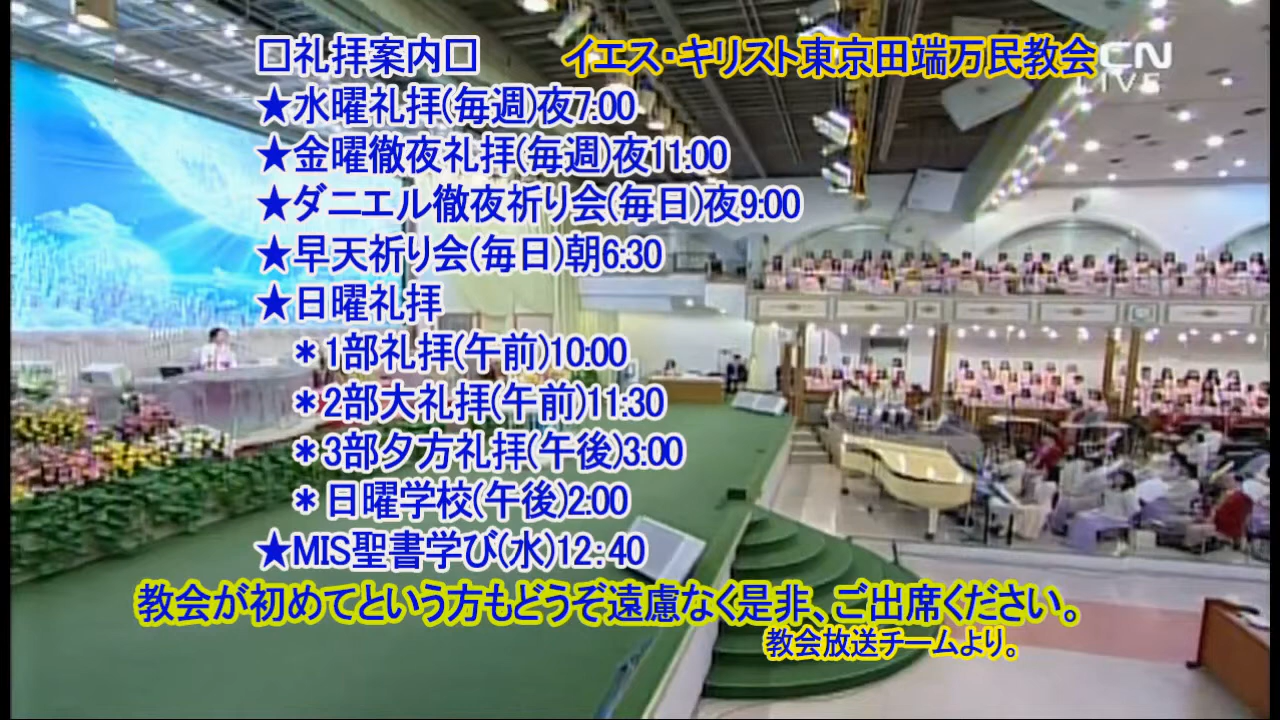 □礼拝案内□ イエス・キリスト東京田端万民教会 CN
LIVE
★水曜礼拝(毎週)夜7:00
★金曜徹夜礼拝(毎週)夜11:00
★ダニエル徹夜祈り会(毎日)夜9:00
★早天祈り会(毎日)朝6:30
★日曜礼拝
＊1部礼拝(午前)10:00
＊2部大礼拝(午前)11:30
＊3部夕方礼拝(午後)3:00
＊日曜学校(午後)2:00
★MIS聖書学び(水)12:40
教会が初めてという方もどうぞ遠慮なく是非、ご出席ください。
教会放送チームより。